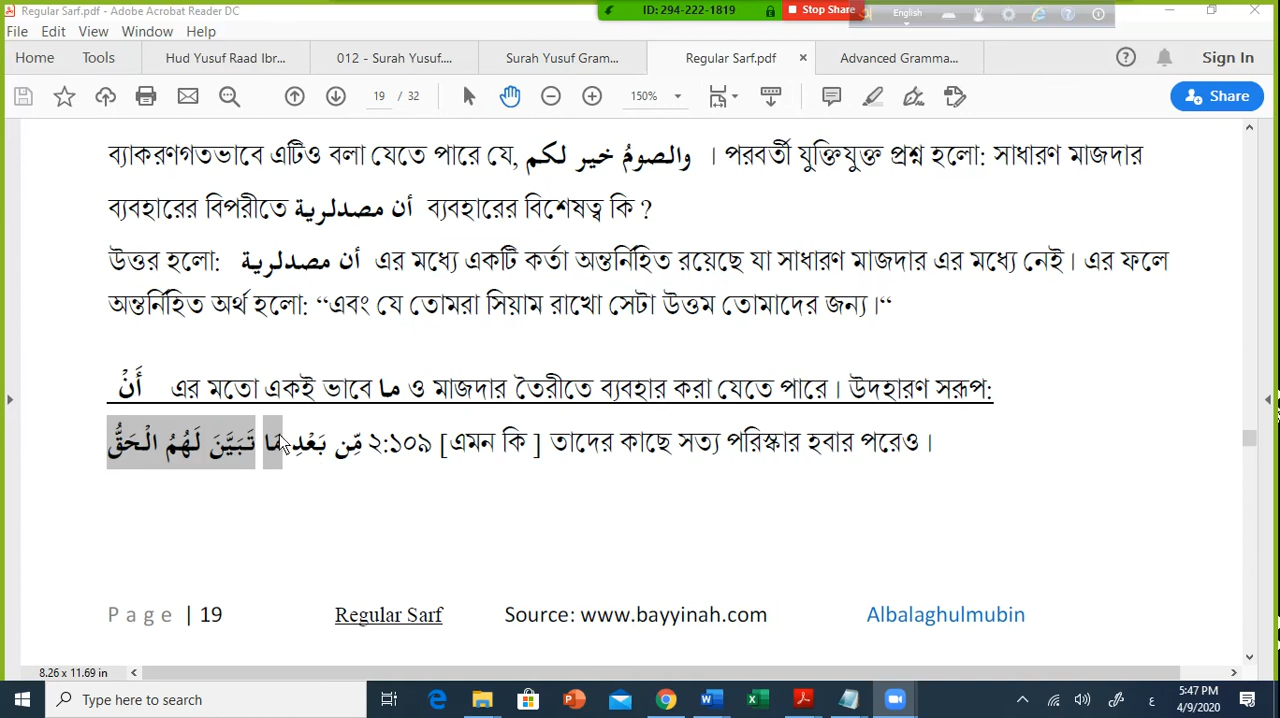 Regular Sarf.pdf - Adobe Acrobat Reader DC
ID: 294-222-1819
Stop Share
English
File Edit View Window Help
Home Tools Hud Yusuf Raad Ibr... 012 - Surah Yusuf... Surah Yusuf Gram... Regular Sarf.pdf × Advanced Gramma... Sign In
19 / 32 150% Share
ব্যাকরণগতভাবে এটিও বলা যেতে পারে যে, والصومُ خير لكم । পরবর্তী যুক্তিযুক্ত প্রশ্ন হলো: সাধারণ মাজদার
ব্যবহারের বিপরীতে أن مصدلرية ব্যবহারের বিশেষত্ব কি ?
উত্তর হলো: أن مصدلرية এর মধ্যে একটি কর্তা অন্তর্নিহিত রয়েছে যা সাধারণ মাজদার এর মধ্যে নেই। এর ফলে
অন্তর্নিহিত অর্থ হলো: “এবং যে তোমরা সিয়াম রাখো সেটা উত্তম তোমাদের জন্য।“
أَنْ এর মতো একই ভাবে ما ও মাজদার তৈরীতে ব্যবহার করা যেতে পারে। উদহারণ সরূপ:
مِّن بَعْدِ مَا تَبَيَّنَ لَهُمُ الْحَقُّ ২:১০৯ [এমন কি ] তাদের কাছে সত্য পরিস্কার হবার পরেও।
Page | 19 Regular Sarf Source: www.bayyinah.com Albalaghulmubin
8.26 x 11.69 in
Type here to search
5:47 PM
4/9/2020